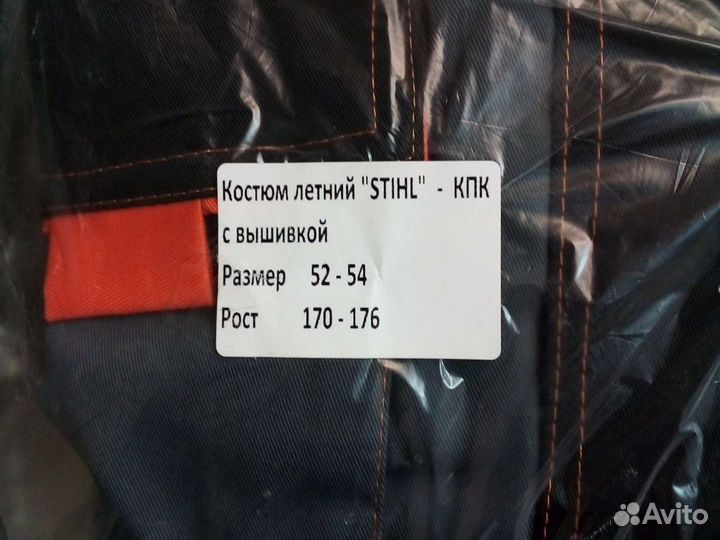 Костюм летний "STIHL" - КПК
с вышивкой
Размер 52 - 54
Рост 170 - 176
Avito